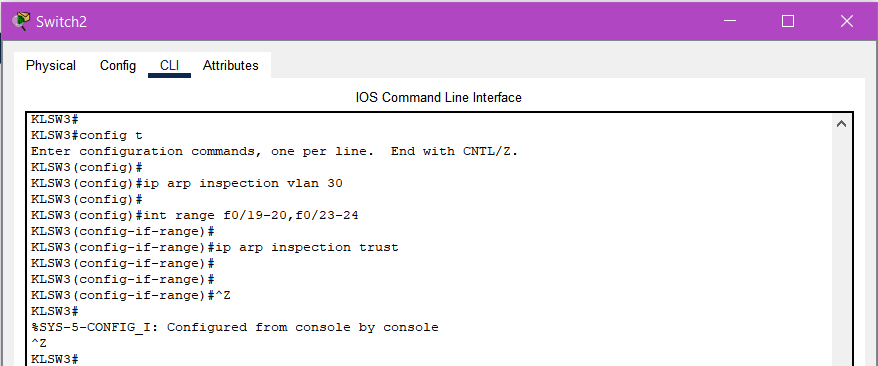 Switch2
Physical Config CLI Attributes
IOS Command Line Interface
KLSW3#
KLSW3#config t
Enter configuration commands, one per line.  End with CNTL/Z.
KLSW3(config)#
KLSW3(config)#ip arp inspection vlan 30
KLSW3(config)#
KLSW3(config)#int range f0/19-20,f0/23-24
KLSW3(config-if-range)#
KLSW3(config-if-range)#ip arp inspection trust
KLSW3(config-if-range)#
KLSW3(config-if-range)#
KLSW3(config-if-range)#^Z
KLSW3#
%SYS-5-CONFIG_I: Configured from console by console
^Z
KLSW3#